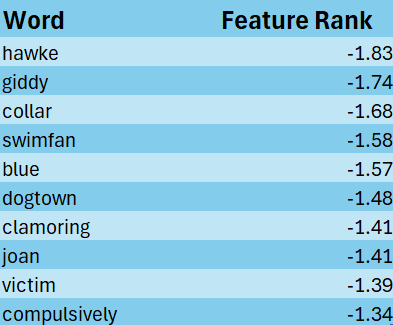 Word Feature Rank
hawke -1.83
giddy -1.74
collar -1.68
swimfan -1.58
blue -1.57
dogtown -1.48
clamoring -1.41
joan -1.41
victim -1.39
compulsively -1.34